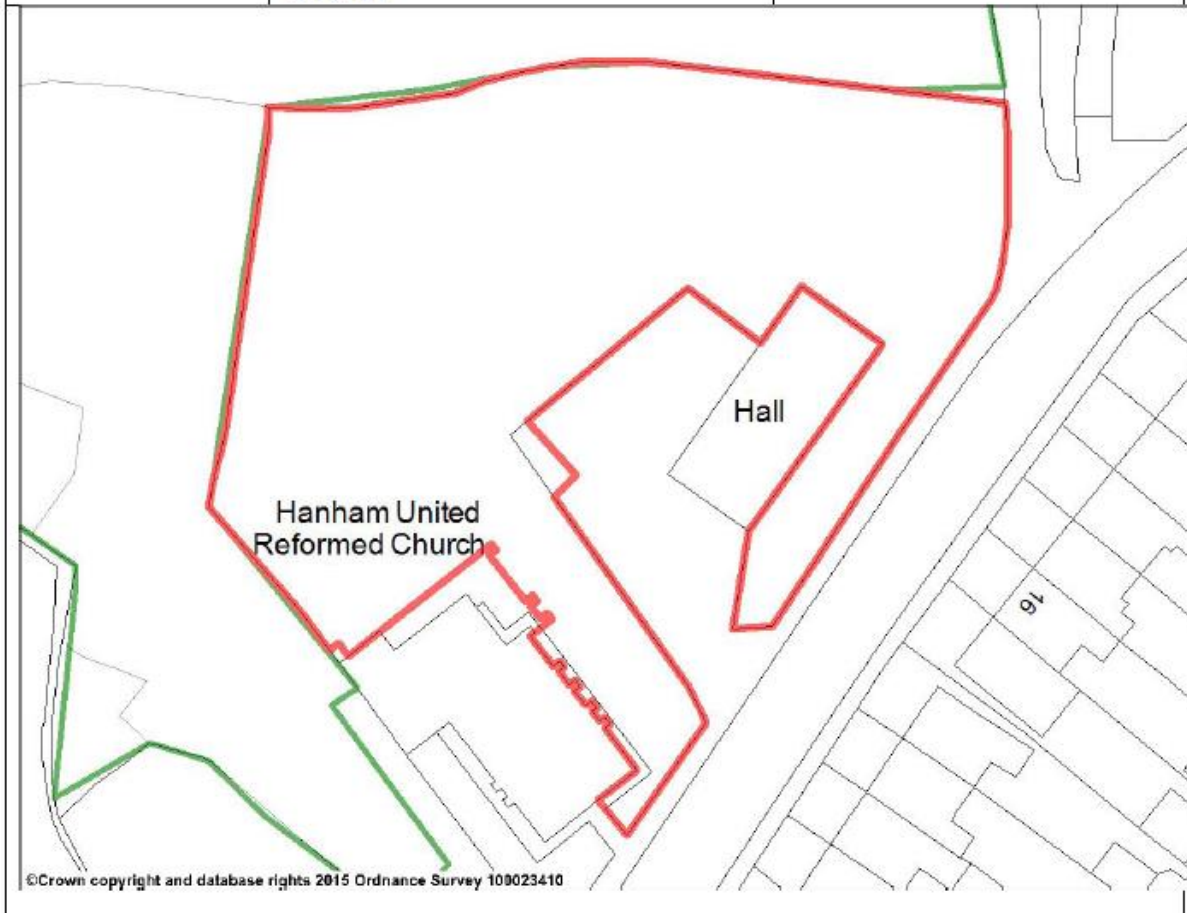 Hall
Hanham United
Reformed Church
16
©Crown copyright and database rights 2015 Ordnance Survey 100023410